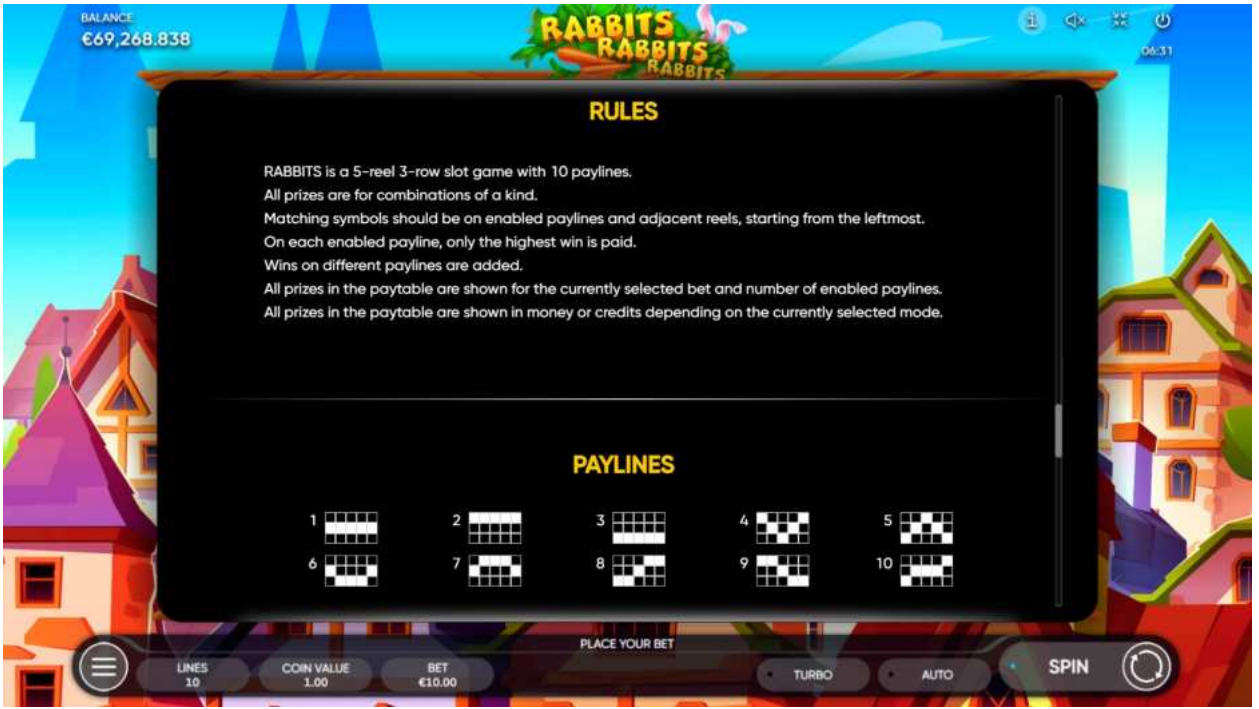 BALANCE
€69,268.838
RABBITS
RABBITS
RABBITS
06:31
RULES
RABBITS is a 5-reel 3-row slot game with 10 paylines.
All prizes are for combinations of a kind.
Matching symbols should be on enabled paylines and adjacent reels, starting from the leftmost.
On each enabled payline, only the highest win is paid.
Wins on different paylines are added.
All prizes in the paytable are shown for the currently selected bet and number of enabled paylines.
All prizes in the paytable are shown in money or credits depending on the currently selected mode.
PAYLINES
1 2 3 4 5
6 7 8 9 10
PLACE YOUR BET
LINES COIN VALUE BET TURBO AUTO SPIN
10 1.00 €10.00